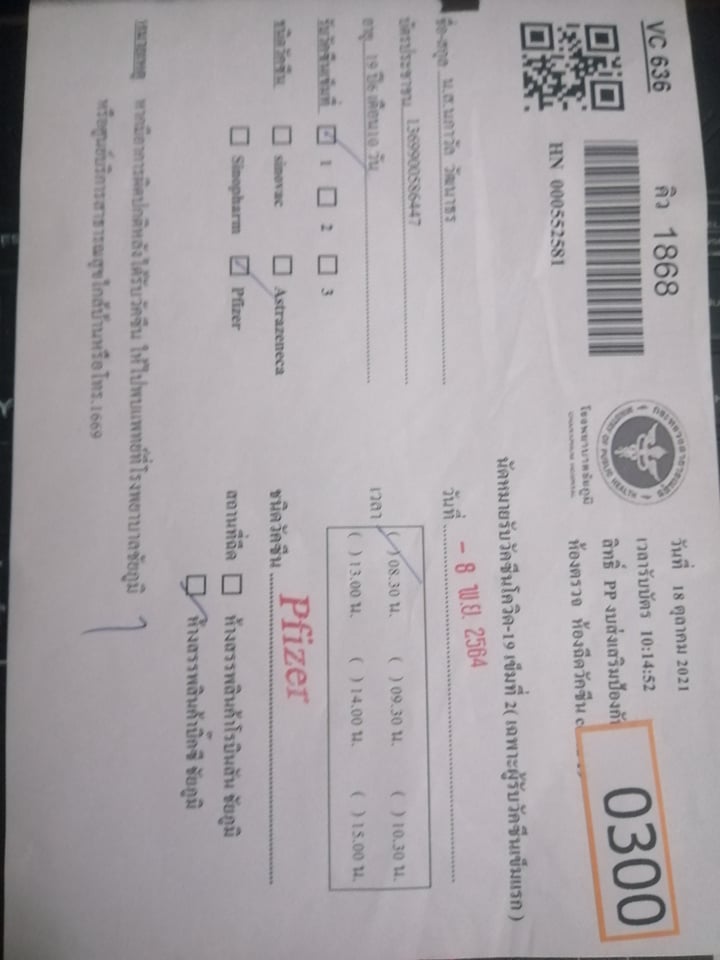 VC 636
คิว 1868
HN 000552581
กระทรวงสาธารณสุข
MINISTRY OF PUBLIC HEALTH
โรงพยาบาลชัยภูมิ
CHAIYAPHUM HOSPITAL
วันที่ 18 ตุลาคม 2021
เวลารับบัตร 10:14:52
สิทธิ์ PP งบส่งเสริมป้องกัน
ห้องตรวจ ห้องฉีดวัคซีน
0300
ชื่อ-สกุล น.ส.นภาวัล วัฒนาชร
บัตรประชาชน 1369900586447
อายุ 19 ปี6 เดือน10 วัน
รับวัคซีนเข็มที่ 1 2 3
ชนิดวัคซีน sinovac Astrazeneca
Sinopharm Pfizer
นัดหมายรับวัคซีนโควิด-19 เข็มที่ 2( เฉพาะผู้รับวัคซีนเข็มแรก )
วันที่ - 8 พ.ย. 2564
เวลา ( ) 08.30 น. ( ) 09.30 น. ( ) 10.30 น.
( ) 13.00 น. ( ) 14.00 น. ( ) 15.00 น.
ชนิดวัคซีน Pfizer
สถานที่ฉีด ห้างสรรพสินค้าโรบินสัน ชัยภูมิ
ห้างสรรพสินค้าบิ๊กซี ชัยภูมิ
หมายเหตุ หากมีอาการผิดปกติหลังได้รับวัคซีน ให้ไปพบแพทย์ที่โรงพยาบาลชัยภูมิ
หรือศูนย์บริการสาธารณสุขใกล้บ้านหรือโทร.1669